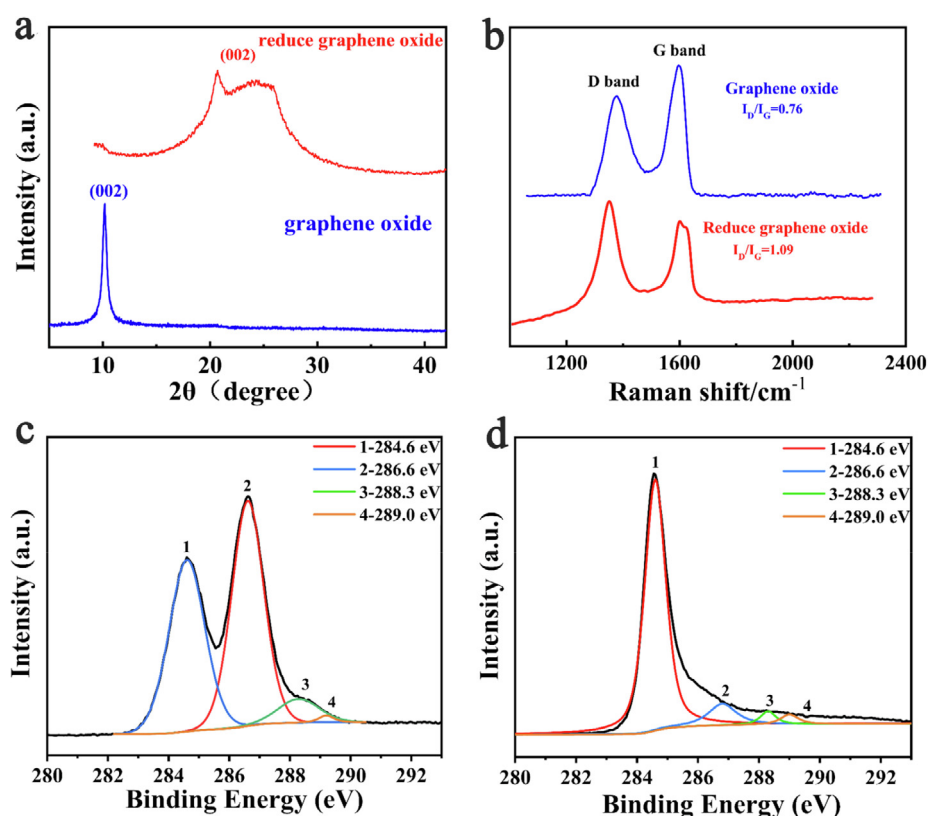 a
reduce graphene oxide
(002)
(002)
graphene oxide
Intensity (a.u.)
10
20
30
40
2θ（degree）
b
G band
D band
Graphene oxide
I_D/I_G=0.76
Reduce graphene oxide
I_D/I_G=1.09
Intensity (a.u.)
1200
1600
2000
2400
Raman shift/cm⁻¹
c
1-284.6 eV
2-286.6 eV
3-288.3 eV
4-289.0 eV
1
2
3
4
Intensity (a.u.)
280
282
284
286
288
290
292
Binding Energy (eV)
d
1-284.6 eV
2-286.6 eV
3-288.3 eV
4-289.0 eV
1
2
3
4
Intensity (a.u.)
280
282
284
286
288
290
292
Binding Energy (eV)